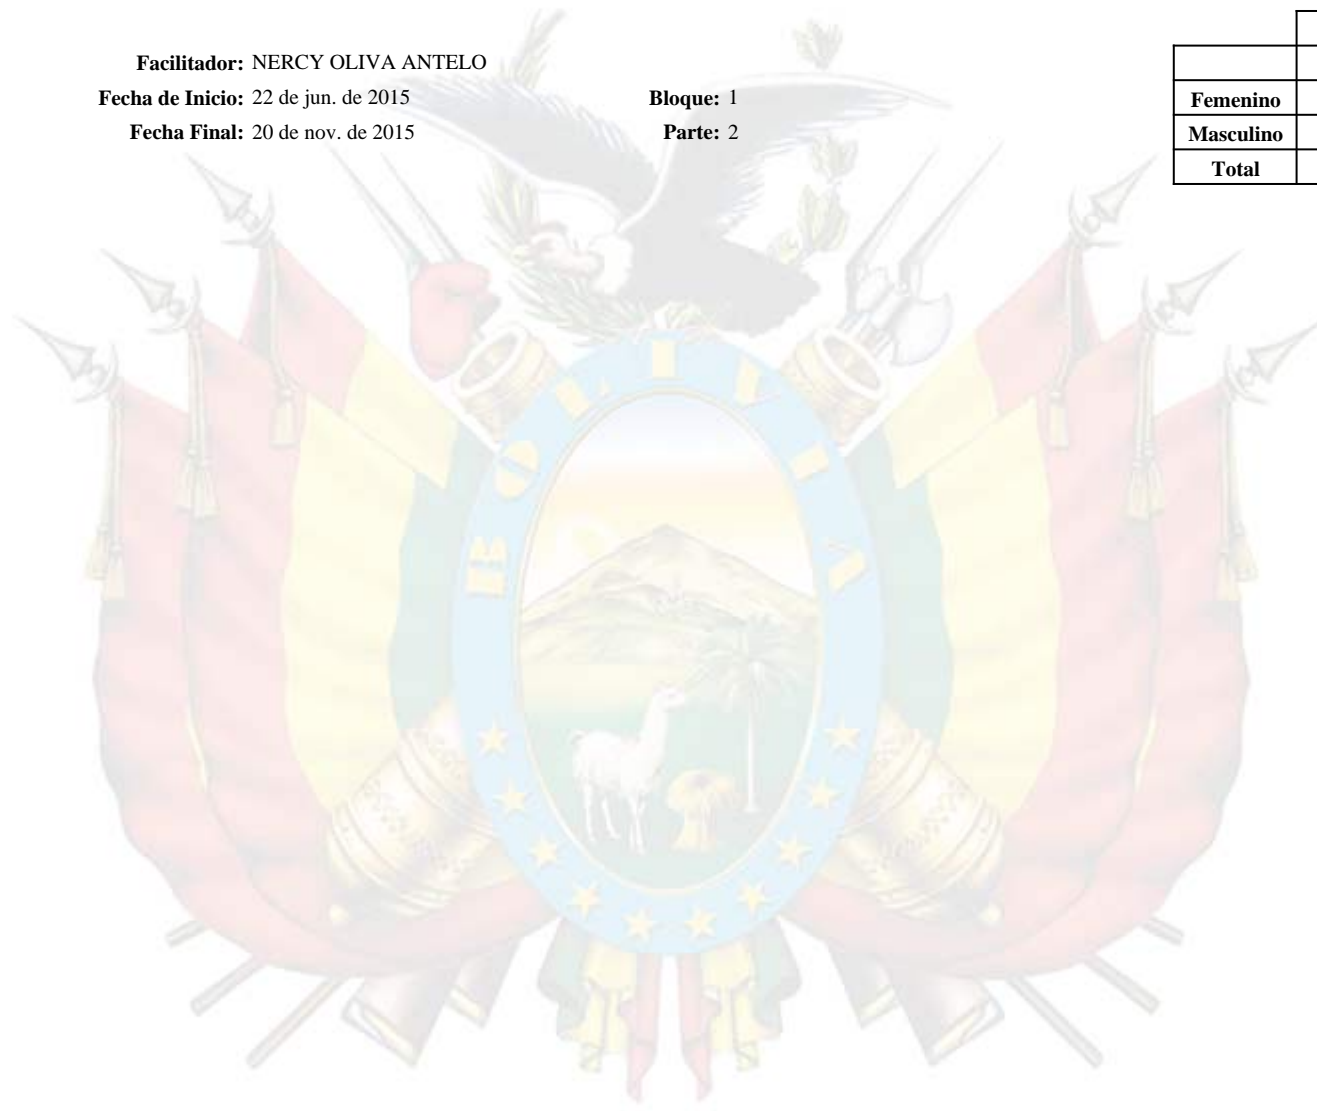 Facilitador: NERCY OLIVA ANTELO
Fecha de Inicio: 22 de jun. de 2015 Bloque: 1
Fecha Final: 20 de nov. de 2015 Parte: 2
Femenino
Masculino
Total
BOLIVIA